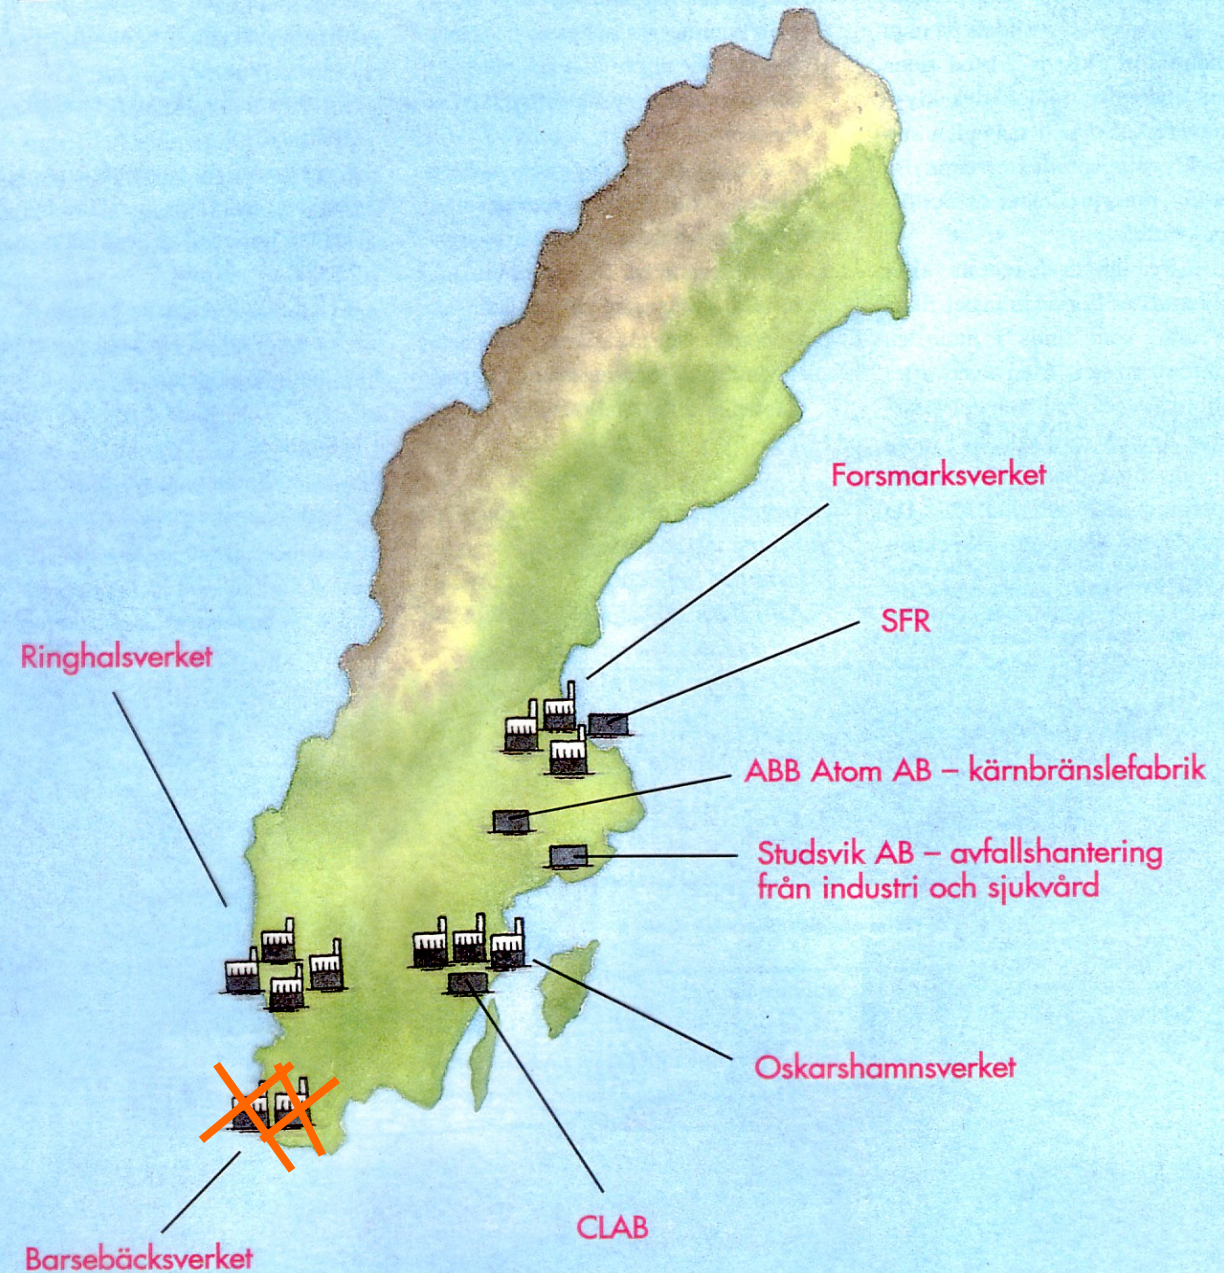 Forsmarksverket
SFR
Ringhalsverket
ABB Atom AB – kärnbränslefabrik
Studsvik AB – avfallshantering
från industri och sjukvård
Oskarshamnsverket
CLAB
Barsebäcksverket